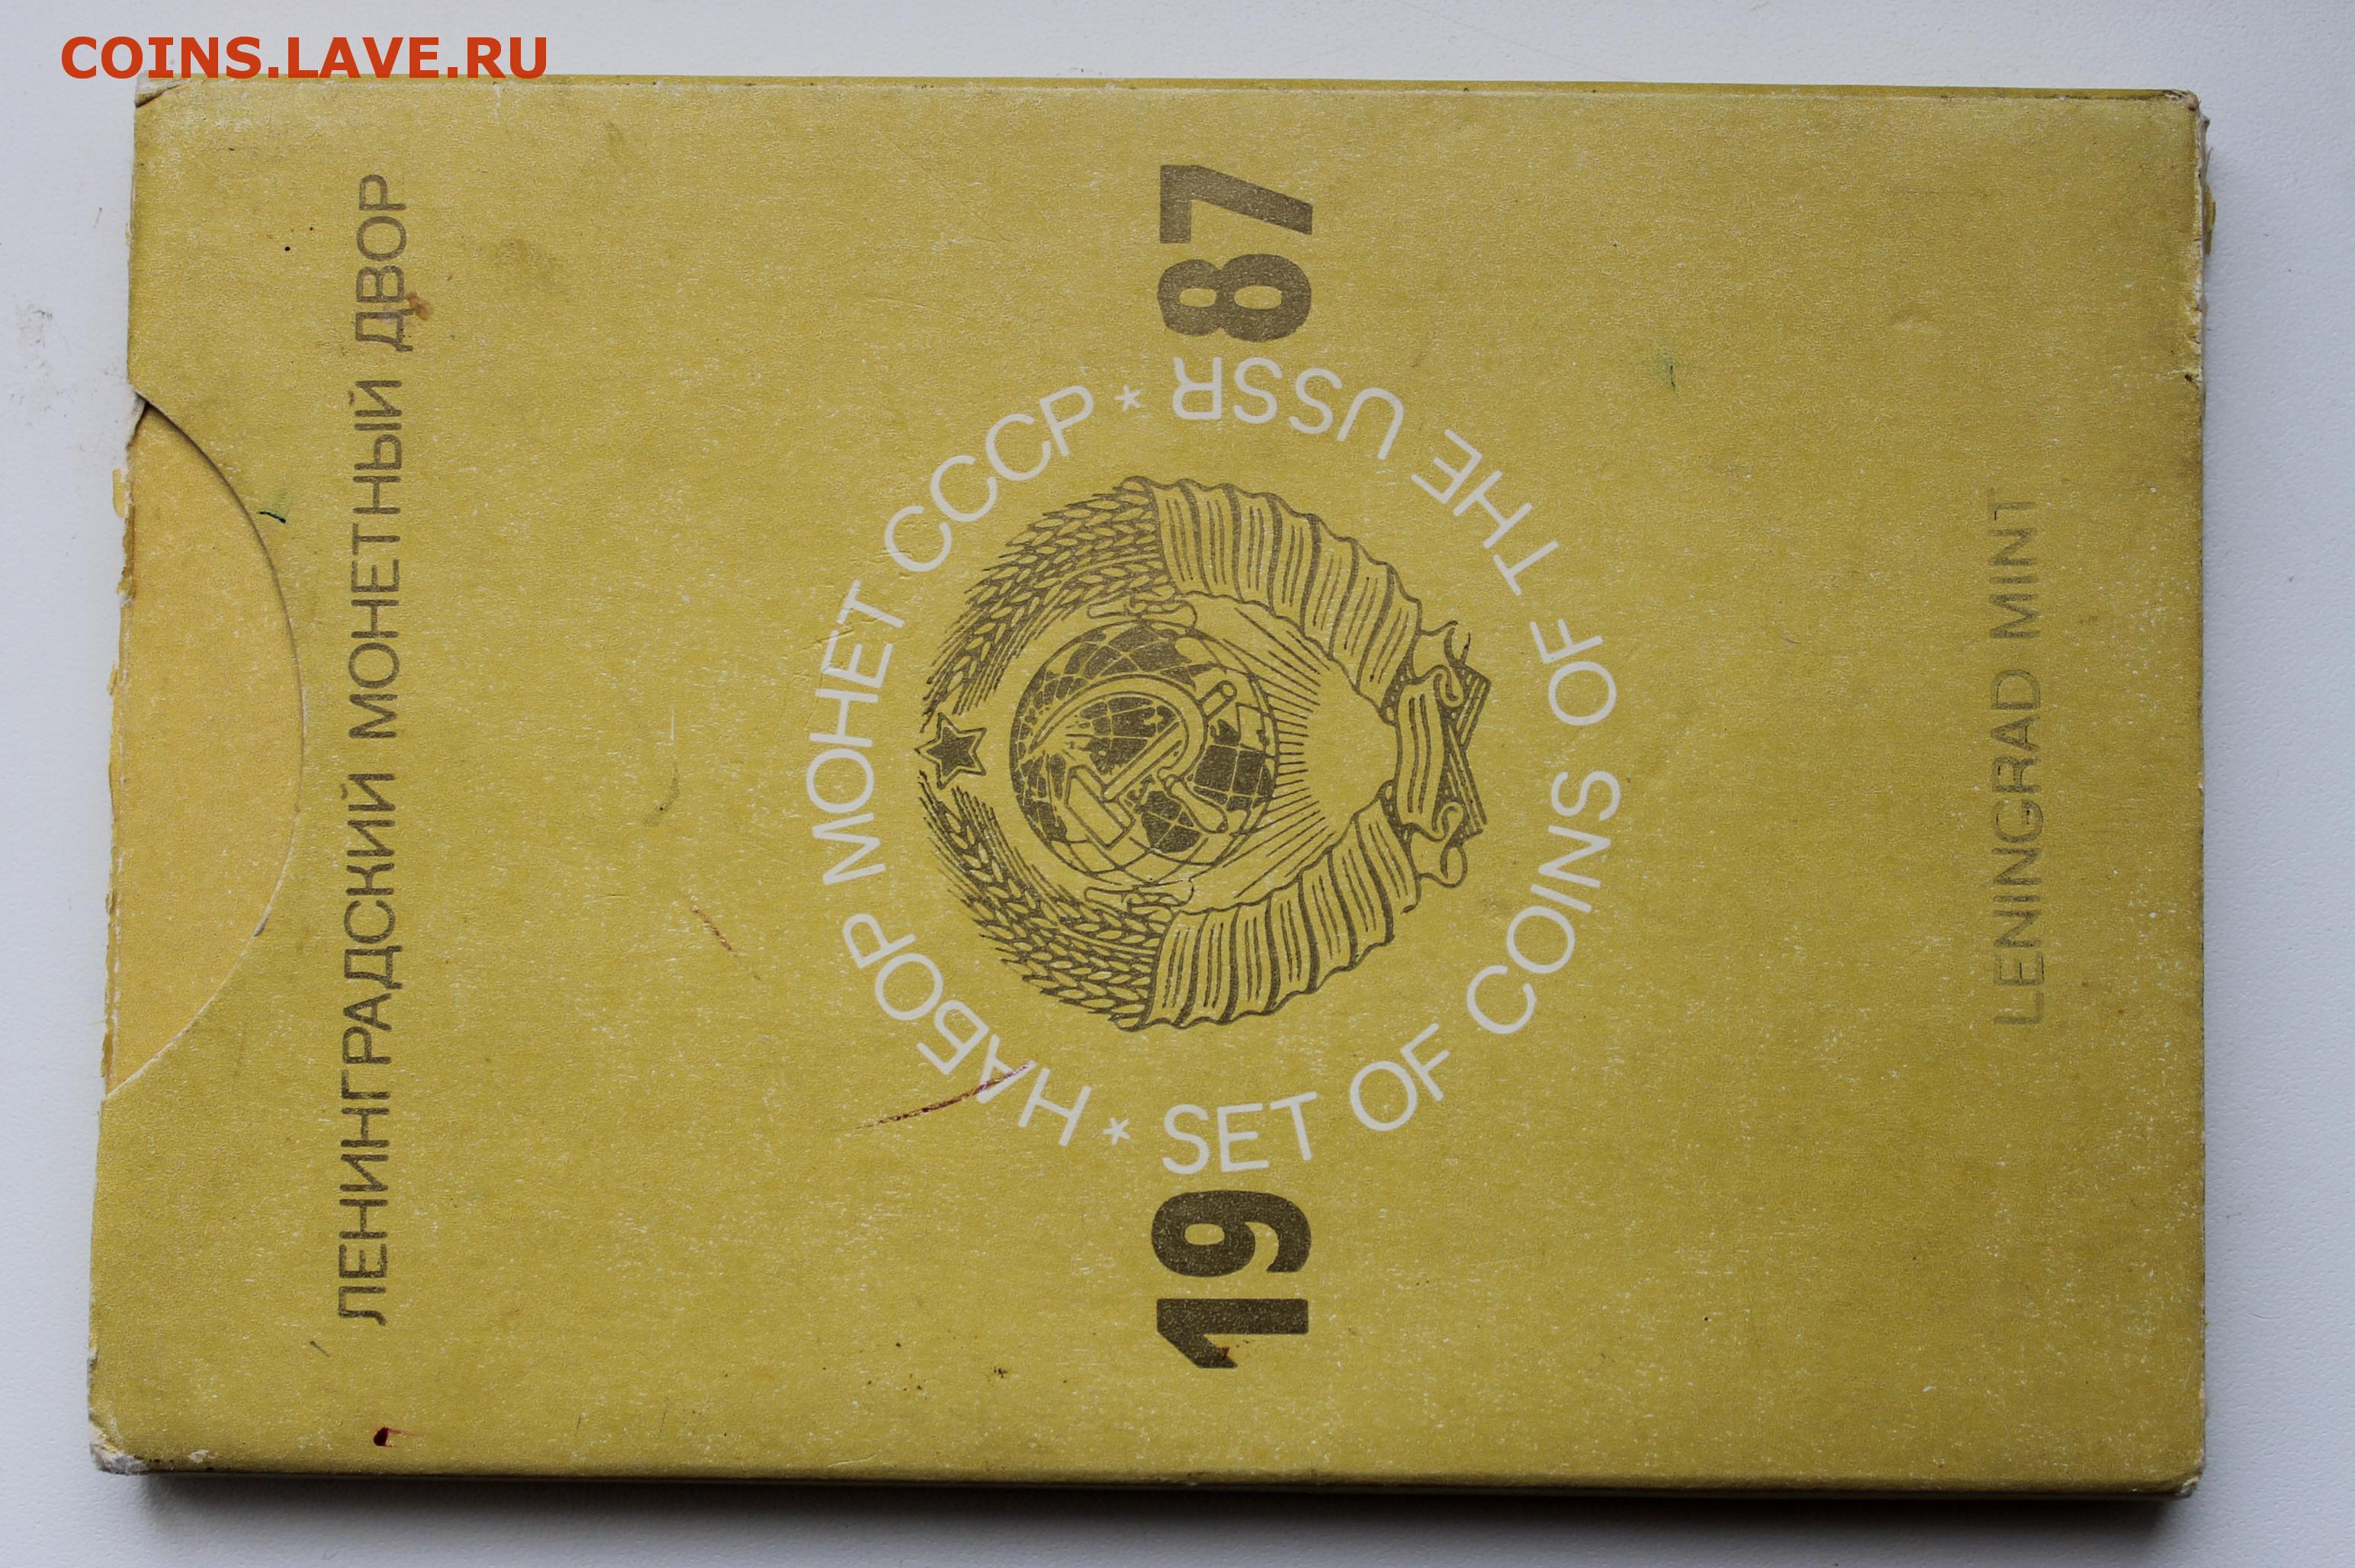 COINS.LAVE.RU
ЛЕНИНГРАДСКИЙ МОНЕТНЫЙ ДВОР
НАБОР МОНЕТ СССР * SET OF COINS OF THE USSR *
19 87
LENINGRAD MINT